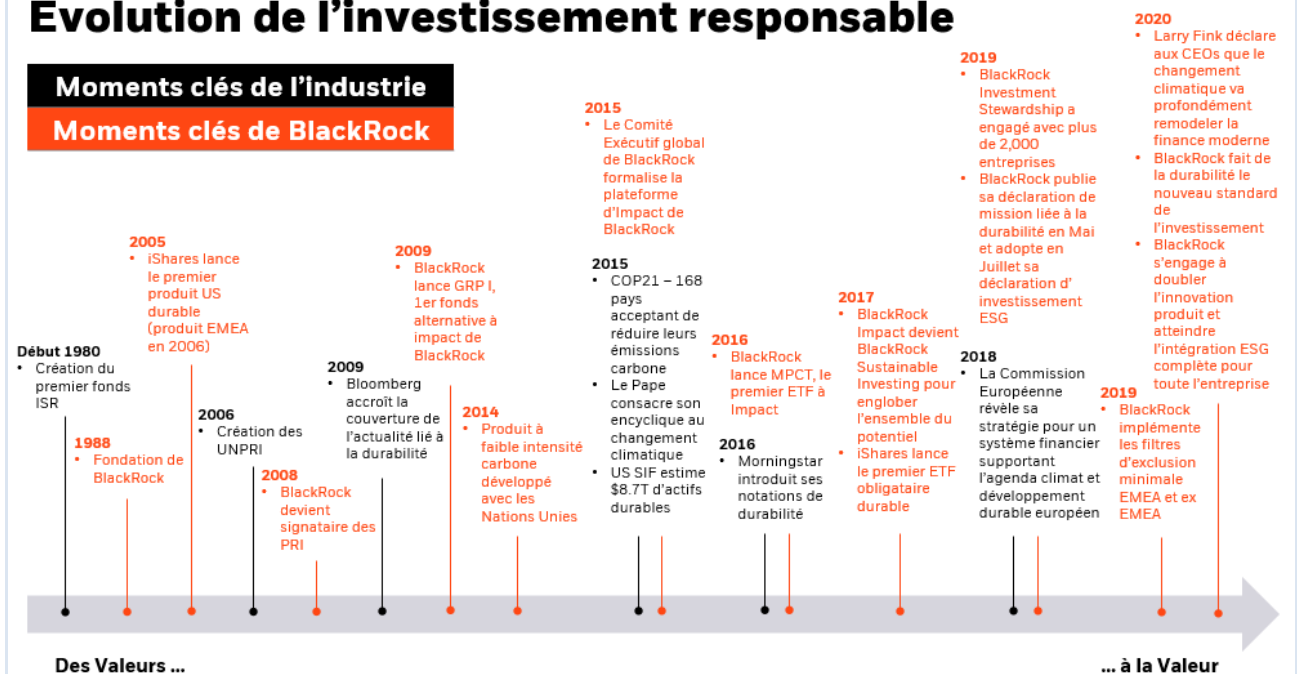 Evolution de l'investissement responsable
Moments clés de l'industrie
Moments clés de BlackRock
Début 1980
• Création du
premier fonds
ISR
1988
• Fondation de
BlackRock
2005
• iShares lance
le premier
produit US
durable
(produit EMEA
en 2006)
2006
• Création des
UNPRI
2008
• BlackRock
devient
signataire des
PRI
2009
• Bloomberg
accroît la
couverture de
l'actualité lié à
la durabilité
2009
• BlackRock
lance GRP I,
1er fonds
alternative à
impact de
BlackRock
2014
• Produit à
faible intensité
carbone
développé
avec les
Nations Unies
2015
• Le Comité
Exécutif global
de BlackRock
formalise la
plateforme
d'Impact de
BlackRock
2015
• COP21 – 168
pays
acceptant de
réduire leurs
émissions
carbone
• Le Pape
consacre son
encyclique au
changement
climatique
• US SIF estime
$8.7T d'actifs
durables
2016
• BlackRock
lance MPCT, le
premier ETF à
Impact
2016
• Morningstar
introduit ses
notations de
durabilité
2017
• BlackRock
Impact devient
BlackRock
Sustainable
Investing pour
englober
l'ensemble du
potentiel
• iShares lance
le premier ETF
obligataire
durable
2019
• BlackRock
Investment
Stewardship a
engagé avec plus
de 2,000
entreprises
• BlackRock publie
sa déclaration de
mission liée à la
durabilité en Mai
et adopte en
Juillet sa
déclaration d'
investissement
ESG
2018
• La Commission
Européenne
révèle sa
stratégie pour un
système financier
supportant
l'agenda climat et
développement
durable européen
2019
• BlackRock
implémente
les filtres
d'exclusion
minimale
EMEA et ex
EMEA
2020
• Larry Fink déclare
aux CEOs que le
changement
climatique va
profondément
remodeler la
finance moderne
• BlackRock fait de
la durabilité le
nouveau standard
de
l'investissement
• BlackRock
s'engage à
doubler
l'innovation
produit et
atteindre
l'intégration ESG
complète pour
toute l'entreprise
Des Valeurs ...
... à la Valeur